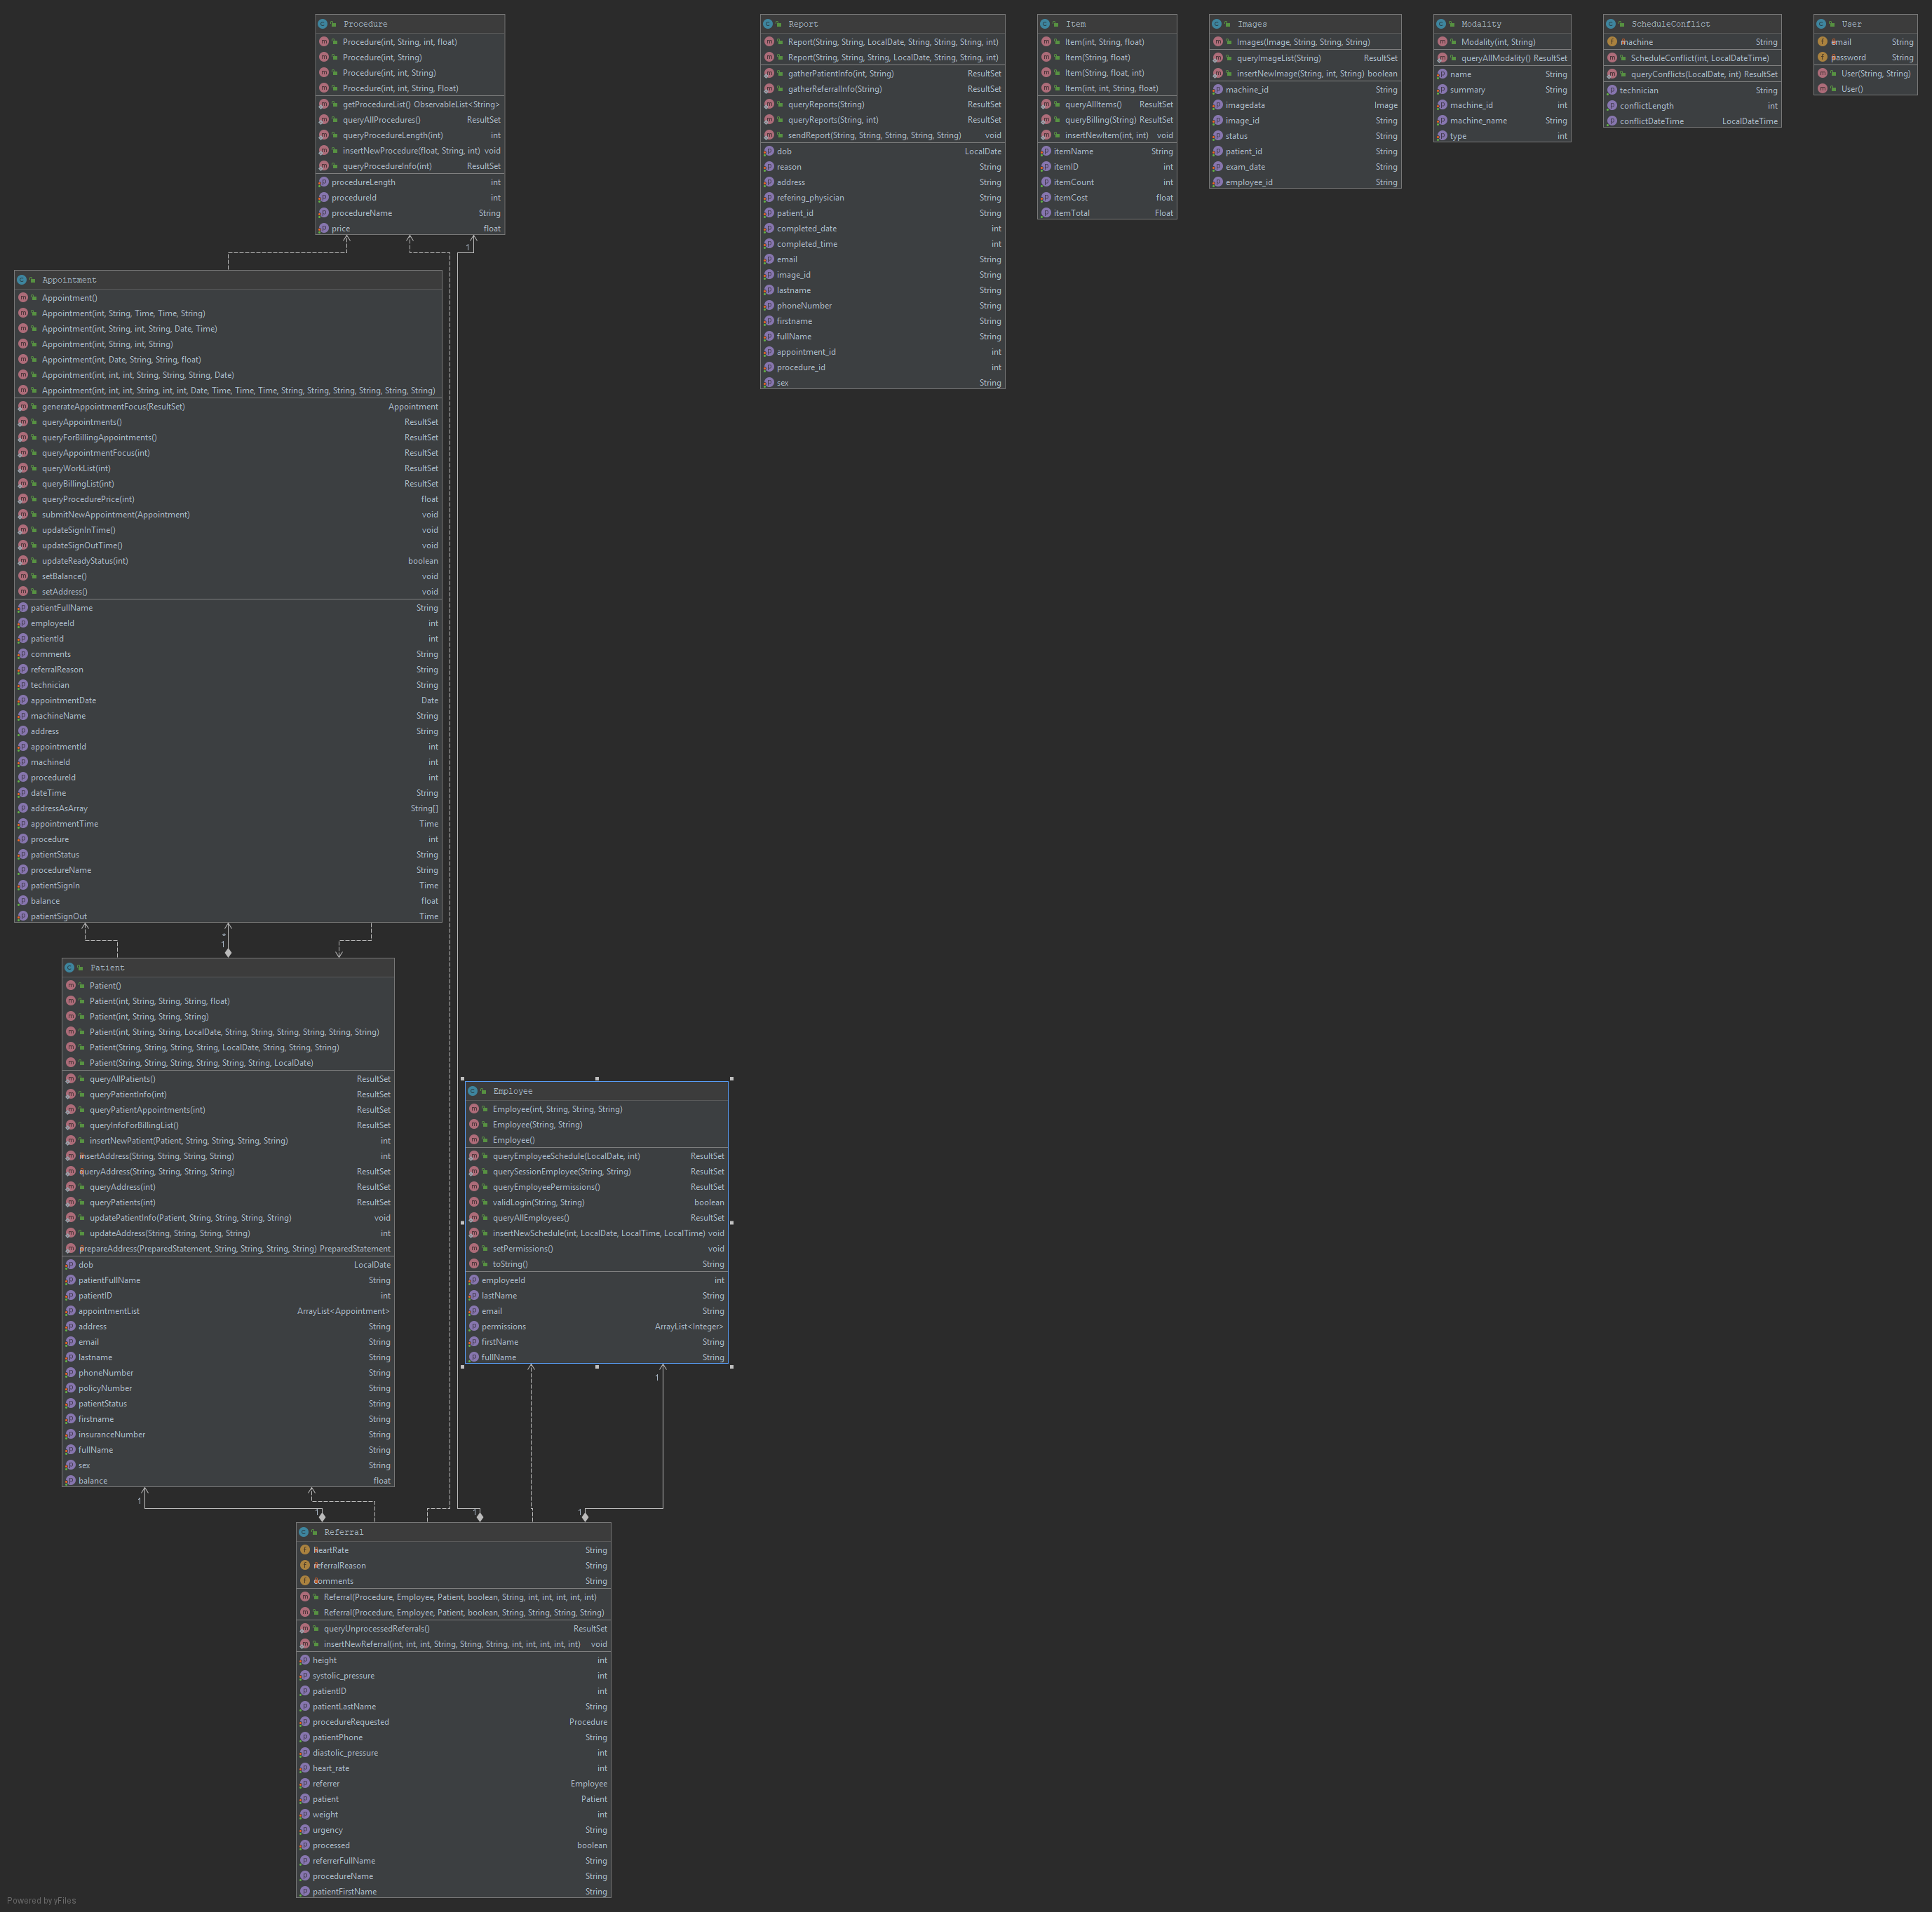 Procedure
Procedure(int, String, int, float)
Procedure(int, String)
Procedure(int, int, String)
Procedure(int, int, String, Float)
getProcedureList() ObservableList<String>
queryAllProcedures() ResultSet
queryProcedureLength(int) int
insertNewProcedure(float, String, int) void
queryProcedureInfo(int) ResultSet
procedureLength int
procedureId int
procedureName String
price float
1
Report
Report(String, String, LocalDate, String, String, String, int)
Report(String, String, String, LocalDate, String, String, int)
gatherPatientInfo(int, String) ResultSet
gatherReferralInfo(String) ResultSet
queryReports(String) ResultSet
queryReports(String, int) ResultSet
sendReport(String, String, String, String, String) void
dob LocalDate
reason String
address String
refering_physician String
patient_id String
completed_date int
completed_time int
email String
image_id String
lastname String
phoneNumber String
firstname String
fullName String
appointment_id int
procedure_id int
sex String
Item
Item(int, String, float)
Item(String, float)
Item(String, float, int)
Item(int, int, String, float)
queryAllItems() ResultSet
queryBilling(String) ResultSet
insertNewItem(int, int) void
itemName String
itemID int
itemCount int
itemCost float
itemTotal Float
Images
Images(Image, String, String, String)
queryImageList(String) ResultSet
insertNewImage(String, int, String) boolean
machine_id String
imagedata Image
image_id String
status String
patient_id String
exam_date String
employee_id String
Modality
Modality(int, String)
queryAllModality() ResultSet
name String
summary String
machine_id int
machine_name String
type int
ScheduleConflict
machine String
ScheduleConflict(int, LocalDateTime)
queryConflicts(LocalDate, int) ResultSet
technician String
conflictLength int
conflictDateTime LocalDateTime
User
email String
password String
User(String, String)
User()
Appointment
Appointment()
Appointment(int, String, Time, Time, String)
Appointment(int, String, int, String, Date, Time)
Appointment(int, String, int, String)
Appointment(int, Date, String, String, float)
Appointment(int, int, int, String, String, String, Date)
Appointment(int, int, int, String, int, int, Date, Time, Time, Time, String, String, String, String, String, String)
generateAppointmentFocus(ResultSet) Appointment
queryAppointments() ResultSet
queryForBillingAppointments() ResultSet
queryAppointmentFocus(int) ResultSet
queryWorkList(int) ResultSet
queryBillingList(int) ResultSet
queryProcedurePrice(int) float
submitNewAppointment(Appointment) void
updateSignInTime() void
updateSignOutTime() void
updateReadyStatus(int) boolean
setBalance() void
setAddress() void
patientFullName String
employeeId int
patientId int
comments String
referralReason String
technician String
appointmentDate Date
machineName String
address String
appointmentId int
machineId int
procedureId int
dateTime String
addressAsArray String[]
appointmentTime Time
procedure int
patientStatus String
procedureName String
patientSignIn Time
balance float
patientSignOut Time
*
1
Patient
Patient()
Patient(int, String, String, String, float)
Patient(int, String, String, String)
Patient(int, String, String, LocalDate, String, String, String, String, String, String)
Patient(String, String, String, String, LocalDate, String, String, String)
Patient(String, String, String, String, String, String, LocalDate)
queryAllPatients() ResultSet
queryPatientInfo(int) ResultSet
queryPatientAppointments(int) ResultSet
queryInfoForBillingList() ResultSet
insertNewPatient(Patient, String, String, String, String) int
insertAddress(String, String, String, String) int
queryAddress(String, String, String, String) ResultSet
queryAddress(int) ResultSet
queryPatients(int) ResultSet
updatePatientInfo(Patient, String, String, String, String) void
updateAddress(String, String, String, String) int
prepareAddress(PreparedStatement, String, String, String, String) PreparedStatement
dob LocalDate
patientFullName String
patientID int
appointmentList ArrayList<Appointment>
address String
email String
lastname String
phoneNumber String
policyNumber String
patientStatus String
firstname String
insuranceNumber String
fullName String
sex String
balance float
Employee
Employee(int, String, String, String)
Employee(String, String)
Employee()
queryEmployeeSchedule(LocalDate, int) ResultSet
querySessionEmployee(String, String) ResultSet
queryEmployeePermissions() ResultSet
validLogin(String, String) boolean
queryAllEmployees() ResultSet
insertNewSchedule(int, LocalDate, LocalTime, LocalTime) void
setPermissions() void
toString() String
employeeId int
lastName String
email String
permissions ArrayList<Integer>
firstName String
fullName String
1
1
1
1
1
Referral
heartRate String
referralReason String
comments String
Referral(Procedure, Employee, Patient, boolean, String, int, int, int, int, int)
Referral(Procedure, Employee, Patient, boolean, String, String, String, String)
queryUnprocessedReferrals() ResultSet
insertNewReferral(int, int, int, String, String, String, int, int, int, int, int) void
height int
systolic_pressure int
patientID int
patientLastName String
procedureRequested Procedure
patientPhone String
diastolic_pressure int
heart_rate int
referrer Employee
patient Patient
weight int
urgency String
processed boolean
referrerFullName String
procedureName String
patientFirstName String
Powered by yFiles